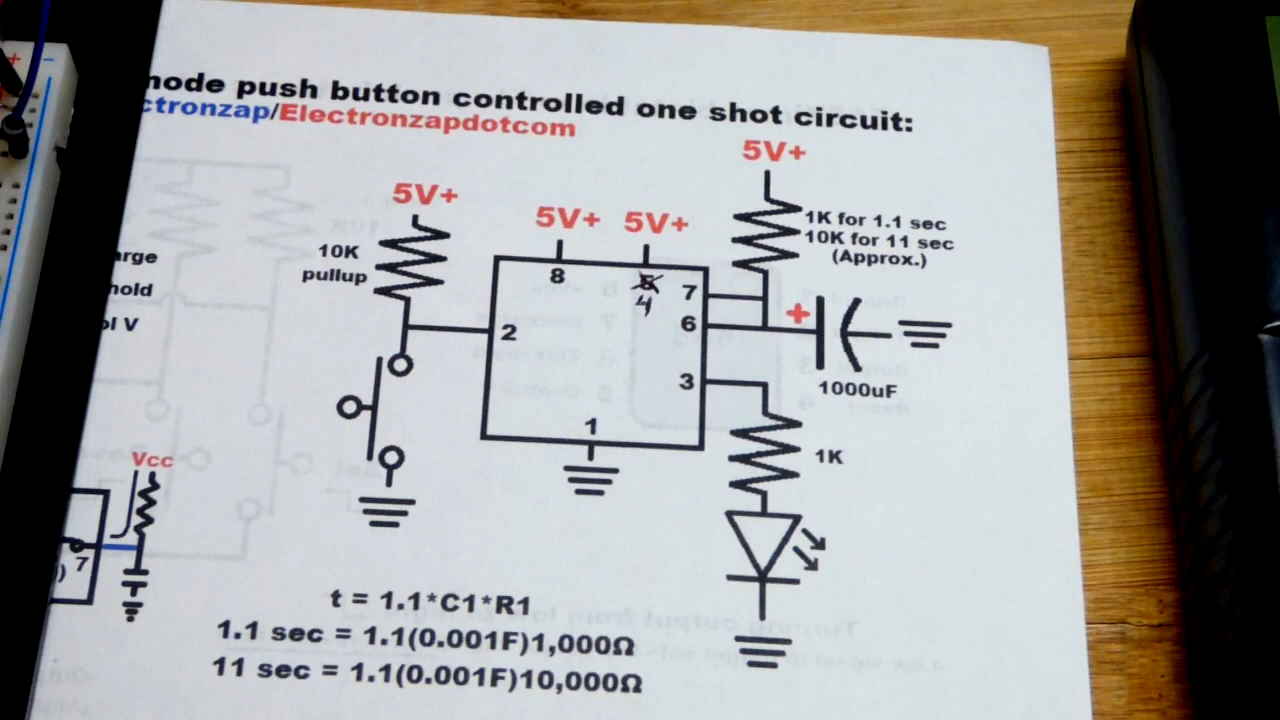 mode push button controlled one shot circuit:
ctronzap/Electronzapdotcom
5V+
5V+
5V+ 5V+
10K
pullup
1K for 1.1 sec
10K for 11 sec
(Approx.)
8
4
7
6
2
+
3
1000uF
1
1K
arge
hold
ol V
Vcc
7
t = 1.1*C1*R1
1.1 sec = 1.1(0.001F)1,000Ω
11 sec = 1.1(0.001F)10,000Ω